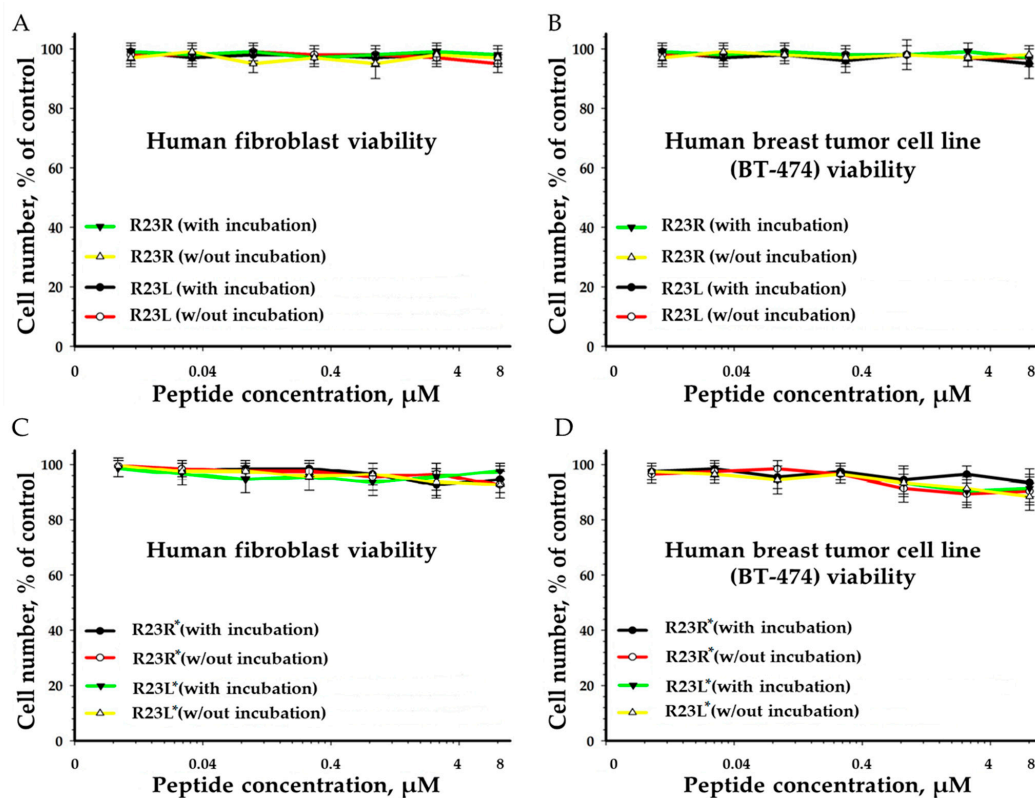 A
Cell number, % of control
100
80
60
40
20
0
Human fibroblast viability
R23R (with incubation)
R23R (w/out incubation)
R23L (with incubation)
R23L (w/out incubation)
0
0.04
0.4
4
8
Peptide concentration, µM
B
Cell number, % of control
100
80
60
40
20
0
Human breast tumor cell line
(BT-474) viability
R23R (with incubation)
R23R (w/out incubation)
R23L (with incubation)
R23L (w/out incubation)
0
0.04
0.4
4
8
Peptide concentration, µM
C
Cell number, % of control
100
80
60
40
20
0
Human fibroblast viability
R23R*(with incubation)
R23R*(w/out incubation)
R23L*(with incubation)
R23L*(w/out incubation)
0
0.04
0.4
4
8
Peptide concentration, µM
D
Cell number, % of control
100
80
60
40
20
0
Human breast tumor cell line
(BT-474) viability
R23R*(with incubation)
R23R*(w/out incubation)
R23L*(with incubation)
R23L*(w/out incubation)
0
0.04
0.4
4
8
Peptide concentration, µM